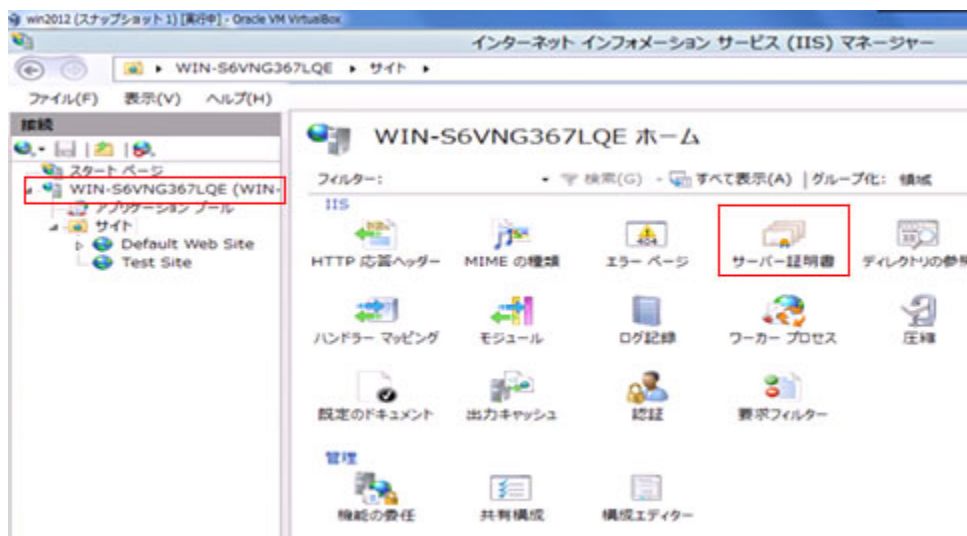 win2012 (スナップショット 1) [実行中] - Oracle VM VirtualBox
インターネット インフォメーション サービス (IIS) マネージャー
WIN-S6VNG367LQE ▸ サイト ▸
ファイル(F) 表示(V) ヘルプ(H)
接続
スタート ページ
WIN-S6VNG367LQE (WIN-
アプリケーション プール
サイト
Default Web Site
Test Site
WIN-S6VNG367LQE ホーム
フィルター: 検索(G) すべて表示(A) グループ化: 領域
IIS
HTTP 応答ヘッダー MIME の種類 エラー ページ サーバー証明書 ディレクトリの参照
ハンドラー マッピング モジュール ログ記録 ワーカー プロセス 圧縮
既定のドキュメント 出力キャッシュ 認証 要求フィルター
管理
機能の委任 共有構成 構成エディター